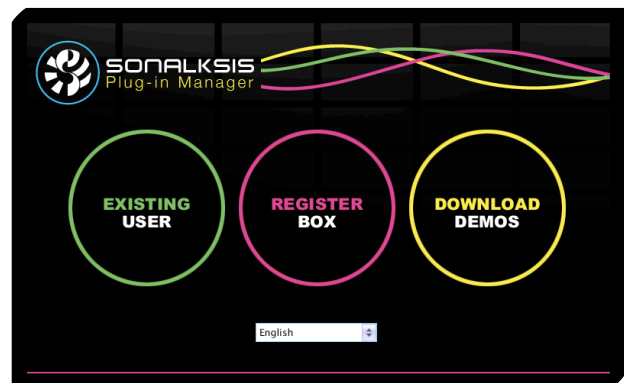 SONALKSIS
Plug-in Manager
EXISTING
USER
REGISTER
BOX
DOWNLOAD
DEMOS
English